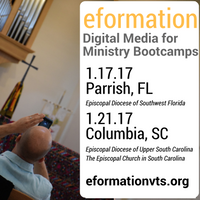 eformation
Digital Media for
Ministry Bootcamps
1.17.17
Parrish, FL
Episcopal Diocese of Southwest Florida
1.21.17
Columbia, SC
Episcopal Diocese of Upper South Carolina
The Episcopal Church in South Carolina
eformationvts.org